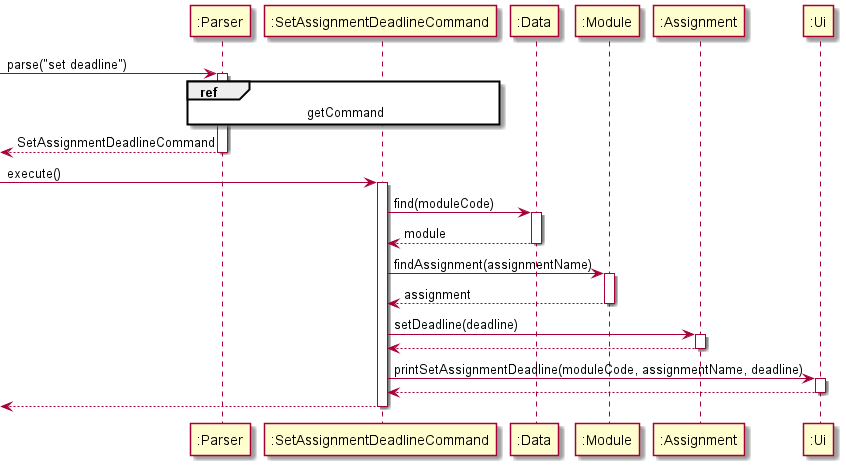 :Parser :SetAssignmentDeadlineCommand :Data :Module :Assignment :Ui
parse("set deadline")
ref
getCommand
SetAssignmentDeadlineCommand
execute()
find(moduleCode)
module
findAssignment(assignmentName)
assignment
setDeadline(deadline)
printSetAssignmentDeadline(moduleCode, assignmentName, deadline)
:Parser :SetAssignmentDeadlineCommand :Data :Module :Assignment :Ui